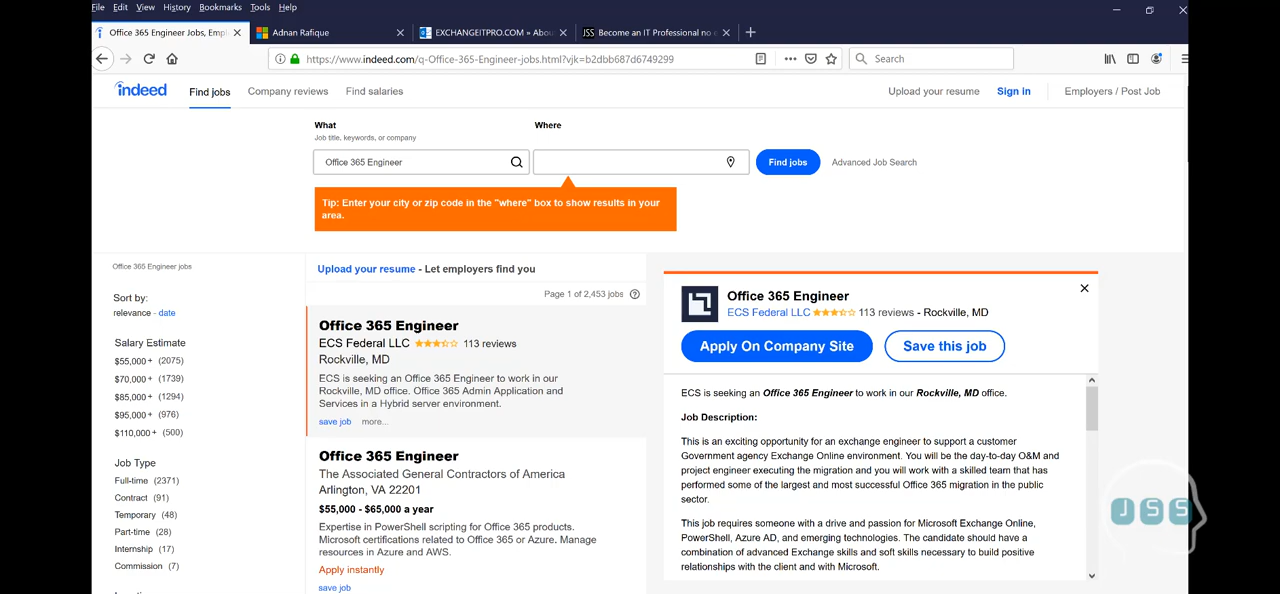 File Edit View History Bookmarks Tools Help
Office 365 Engineer Jobs, Empl
Adnan Rafique
EXCHANGEITPRO.COM » Abou
JSS Become an IT Professional no
https://www.indeed.com/q-Office-365-Engineer-jobs.html?vjk=b2dbb687d6749299
Search
indeed
Find jobs
Company reviews
Find salaries
Upload your resume
Sign in
Employers / Post Job
What
Job title, keywords, or company
Where
Office 365 Engineer
Find jobs
Advanced Job Search
Tip: Enter your city or zip code in the "where" box to show results in your
area.
Office 365 Engineer jobs
Sort by:
relevance - date
Salary Estimate
$55,000+ (2075)
$70,000+ (1739)
$85,000+ (1294)
$95,000+ (976)
$110,000+ (500)
Job Type
Full-time (2371)
Contract (91)
Temporary (48)
Part-time (28)
Internship (17)
Commission (7)
Upload your resume - Let employers find you
Page 1 of 2,453 jobs
Office 365 Engineer
ECS Federal LLC 113 reviews
Rockville, MD
ECS is seeking an Office 365 Engineer to work in our
Rockville, MD office. Office 365 Admin Application and
Services in a Hybrid server environment.
save job more...
Office 365 Engineer
The Associated General Contractors of America
Arlington, VA 22201
$55,000 - $65,000 a year
Expertise in PowerShell scripting for Office 365 products.
Microsoft certifications related to Office 365 or Azure. Manage
resources in Azure and AWS.
Apply instantly
save job
Office 365 Engineer
ECS Federal LLC 113 reviews - Rockville, MD
Apply On Company Site
Save this job
ECS is seeking an Office 365 Engineer to work in our Rockville, MD office.
Job Description:
This is an exciting opportunity for an exchange engineer to support a customer
Government agency Exchange Online environment. You will be the day-to-day O&M and
project engineer executing the migration and you will work with a skilled team that has
performed some of the largest and most successful Office 365 migration in the public
sector.
This job requires someone with a drive and passion for Microsoft Exchange Online,
PowerShell, Azure AD, and emerging technologies. The candidate should have a
combination of advanced Exchange skills and soft skills necessary to build positive
relationships with the client and with Microsoft.
JSS